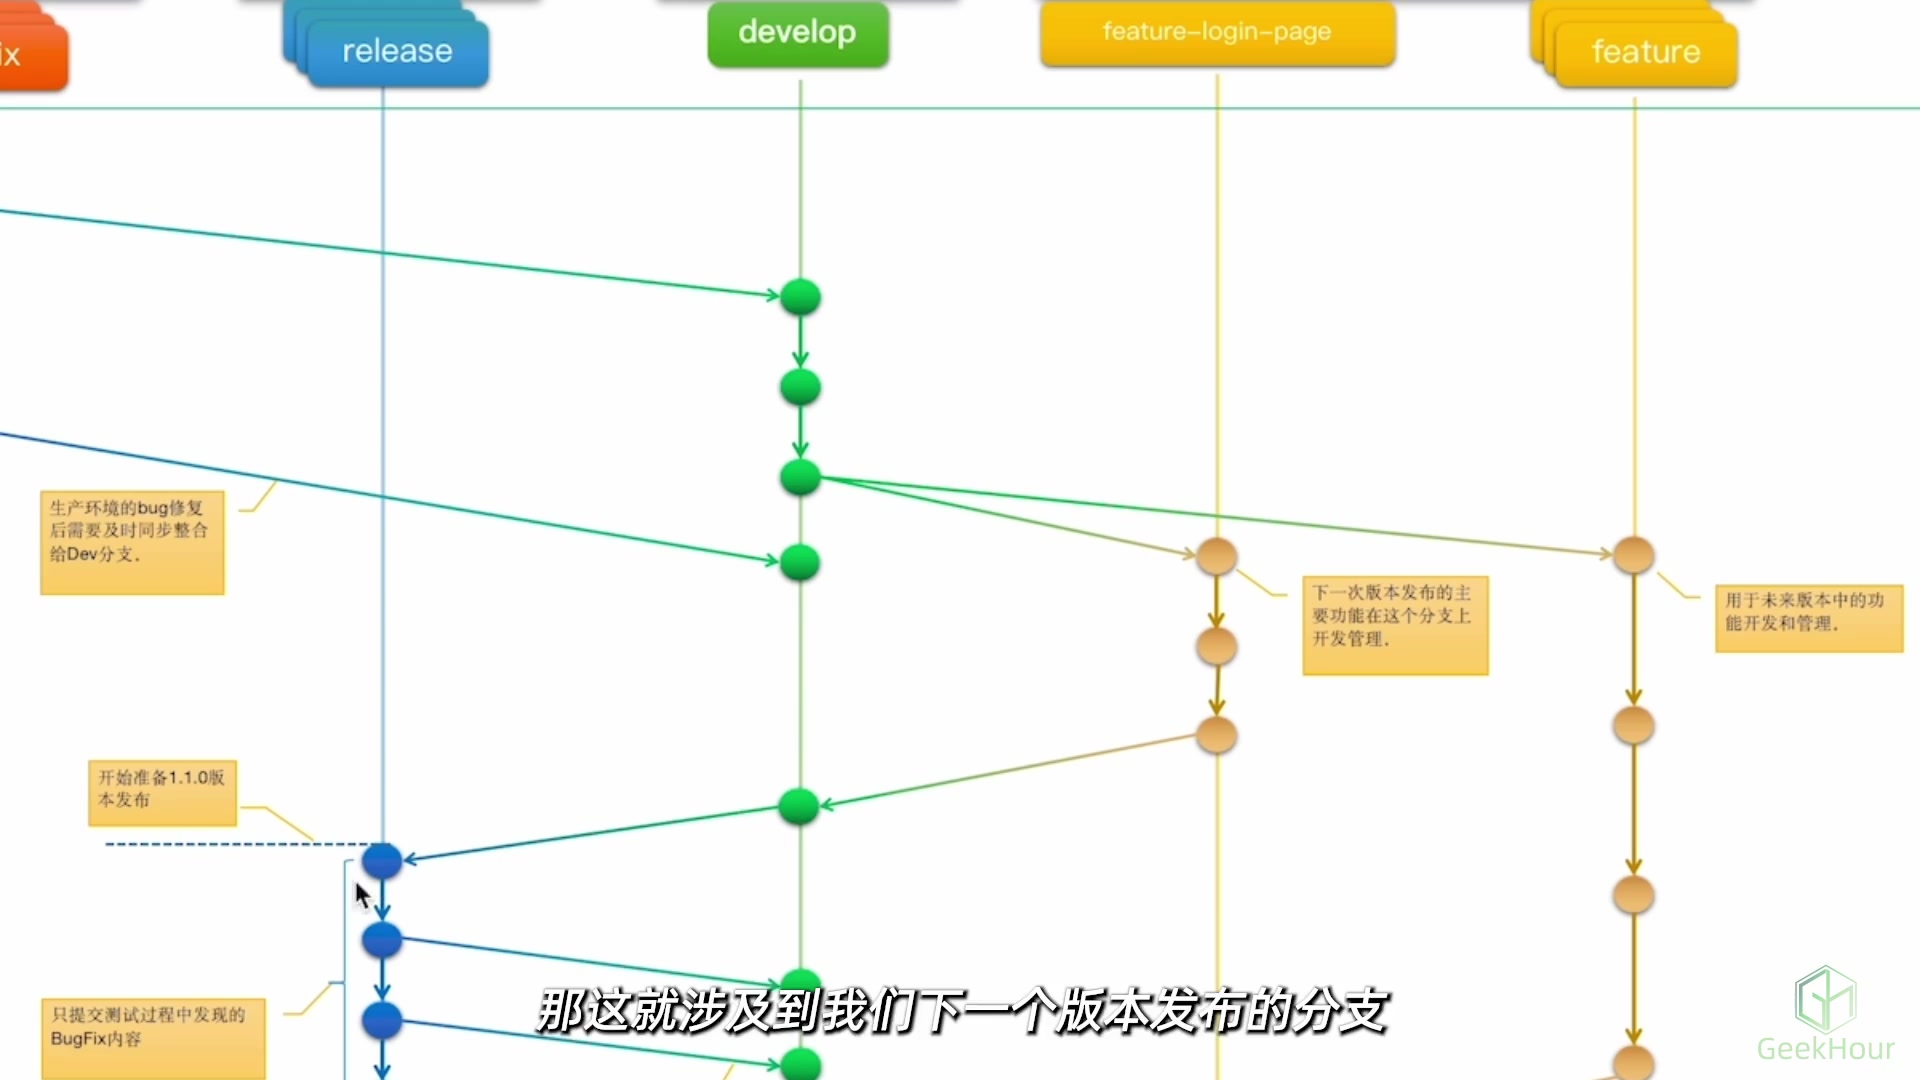 ix
release
develop
feature-login-page
feature
生产环境的bug修复
后需要及时同步整合
给Dev分支.
下一次版本发布的主
要功能在这个分支上
开发管理.
用于未来版本中的功
能开发和管理.
开始准备1.1.0版
本发布
只提交测试过程中发现的
BugFix内容
那这就涉及到我们下一个版本发布的分支
GeekHour